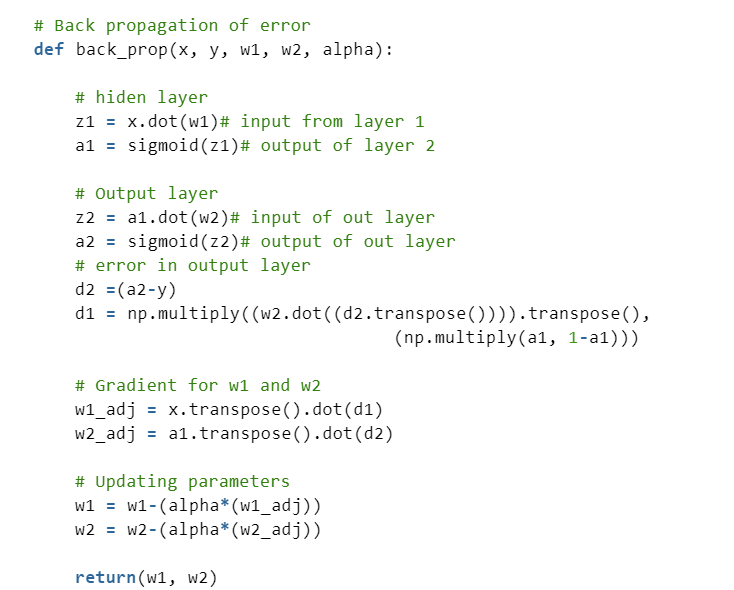 # Back propagation of error
def back_prop(x, y, w1, w2, alpha):
# hiden layer
z1 = x.dot(w1)# input from layer 1
a1 = sigmoid(z1)# output of layer 2
# Output layer
z2 = a1.dot(w2)# input of out layer
a2 = sigmoid(z2)# output of out layer
# error in output layer
d2 =(a2-y)
d1 = np.multiply((w2.dot((d2.transpose()))).transpose(),
(np.multiply(a1, 1-a1)))
# Gradient for w1 and w2
w1_adj = x.transpose().dot(d1)
w2_adj = a1.transpose().dot(d2)
# Updating parameters
w1 = w1-(alpha*(w1_adj))
w2 = w2-(alpha*(w2_adj))
return(w1, w2)